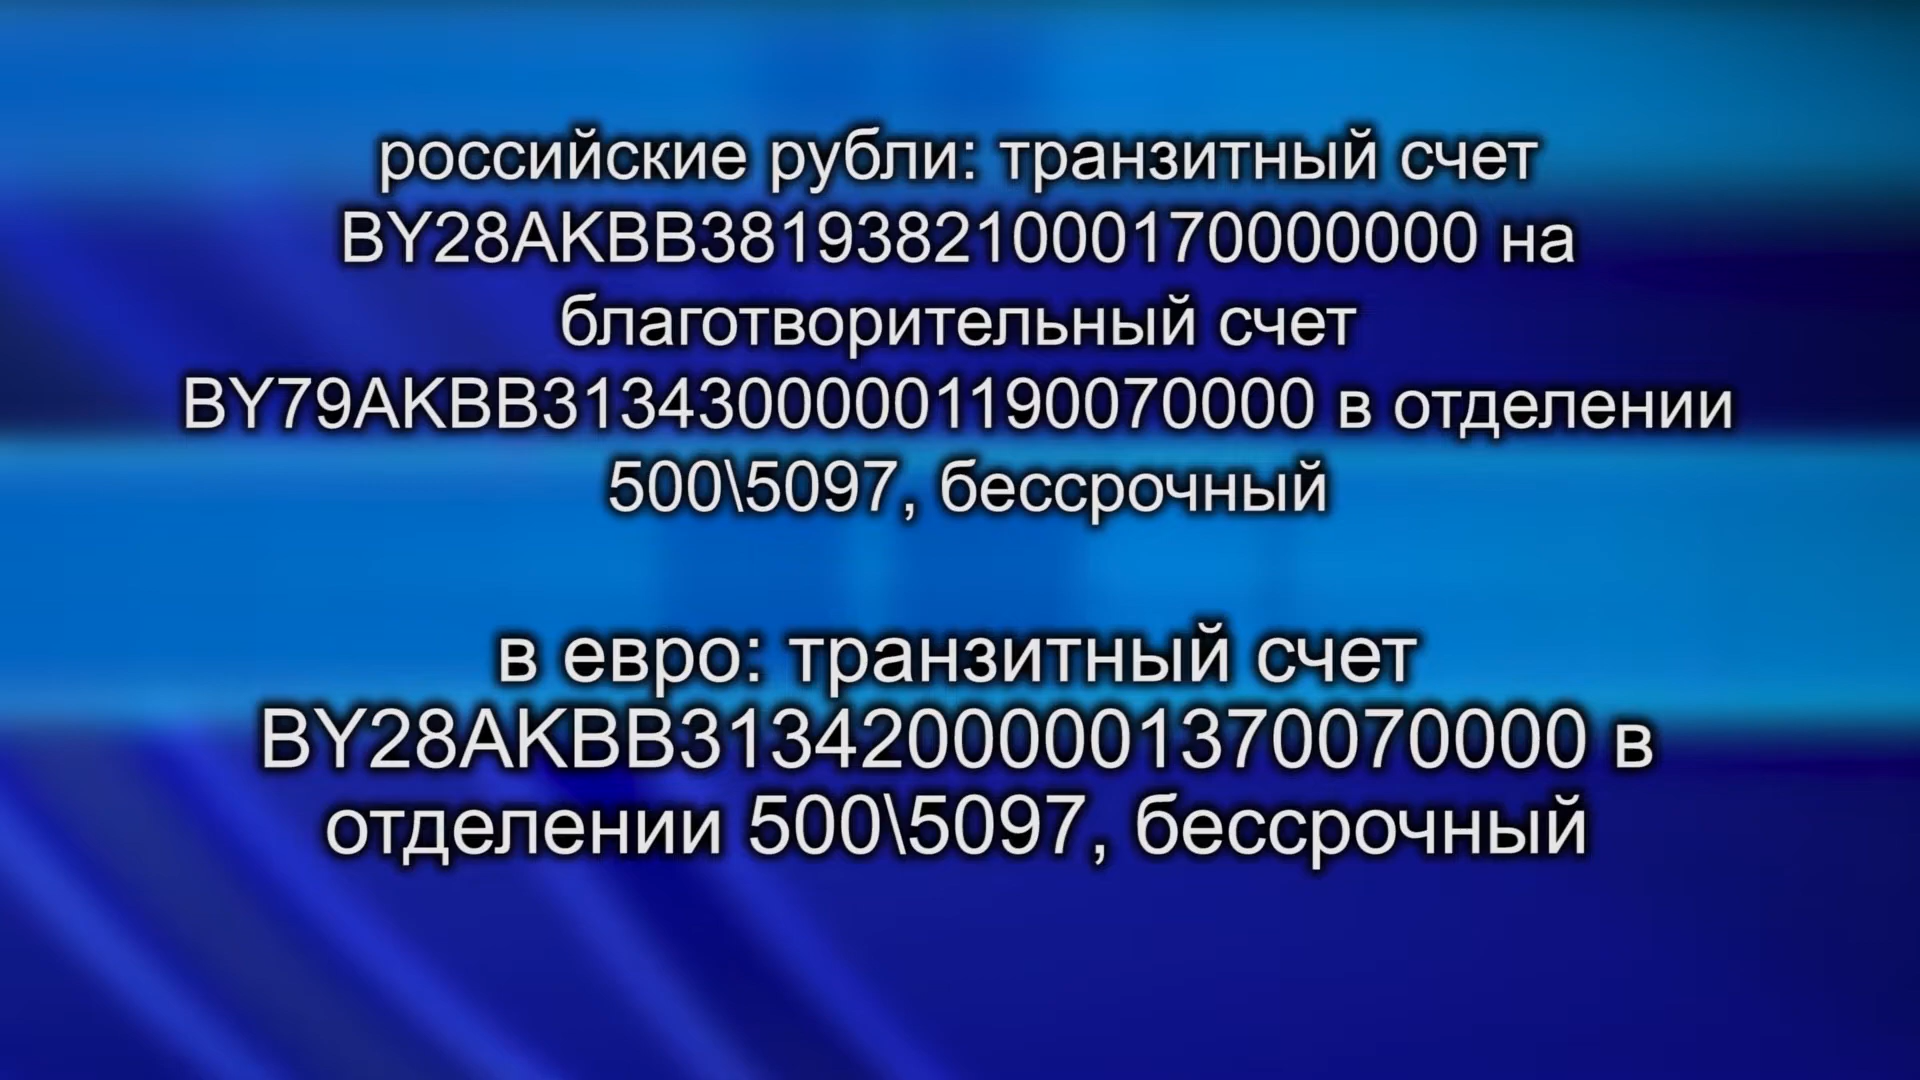 российские рубли: транзитный счет
BY28AKBB38193821000170000000 на
благотворительный счет
BY79AKBB31343000001190070000 в отделении
500\5097, бессрочный
в евро: транзитный счет
BY28AKBB31342000001370070000 в
отделении 500\5097, бессрочный